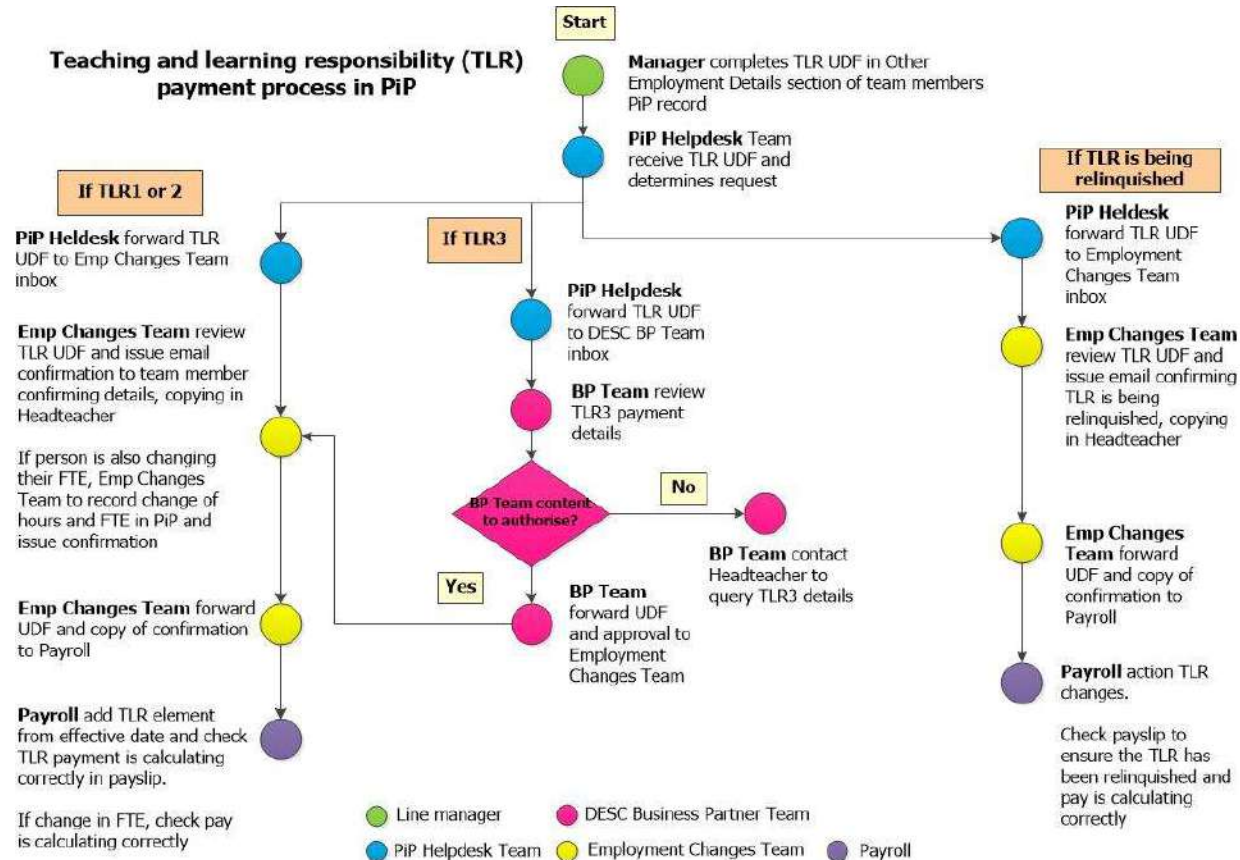 Start
Teaching and learning responsibility (TLR)
payment process in PiP
Manager completes TLR UDF in Other
Employment Details section of team members
PiP record
PiP Helpdesk Team
receive TLR UDF and
determines request
If TLR1 or 2
PiP Heldesk forward TLR
UDF to Emp Changes Team
inbox
Emp Changes Team review
TLR UDF and issue email
confirmation to team member
confirming details, copying in
Headteacher
If person is also changing
their FTE, Emp Changes
Team to record change of
hours and FTE in PiP and
issue confirmation
Emp Changes Team forward
UDF and copy of confirmation
to Payroll
Payroll add TLR element
from effective date and check
TLR payment is calculating
correctly in payslip.
If change in FTE, check pay
is calculating correctly
If TLR3
PiP Helpdesk
forward TLR UDF
to DESC BP Team
inbox
BP Team review
TLR3 payment
details
BP Team content
to authorise?
No
BP Team contact
Headteacher to
query TLR3 details
Yes
BP Team
forward UDF
and approval to
Employment
Changes Team
If TLR is being
relinquished
PiP Heldesk
forward TLR UDF
to Employment
Changes Team
inbox
Emp Changes Team
review TLR UDF and
issue email confirming
TLR is being
relinquished, copying
in Headteacher
Emp Changes
Team forward
UDF and copy of
confirmation to
Payroll
Payroll action TLR
changes.
Check payslip to
ensure the TLR has
been relinquished and
pay is calculating
correctly
Line manager
DESC Business Partner Team
PiP Helpdesk Team
Employment Changes Team
Payroll